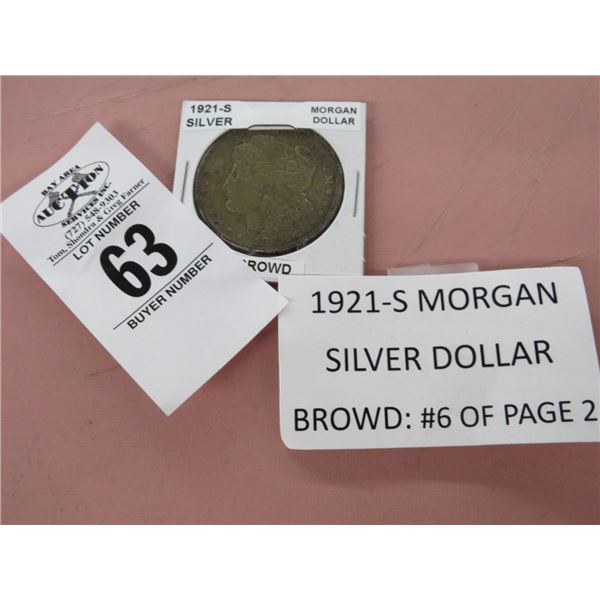 1921-S MORGAN
SILVER DOLLAR
BROWD
BAY AREA
AUCTION
SERVICES INC.
(727) 548-9303
Tom, Shondra & Greg Farner
LOT NUMBER
63
BUYER NUMBER
1921-S MORGAN
SILVER DOLLAR
BROWD: #6 OF PAGE 2